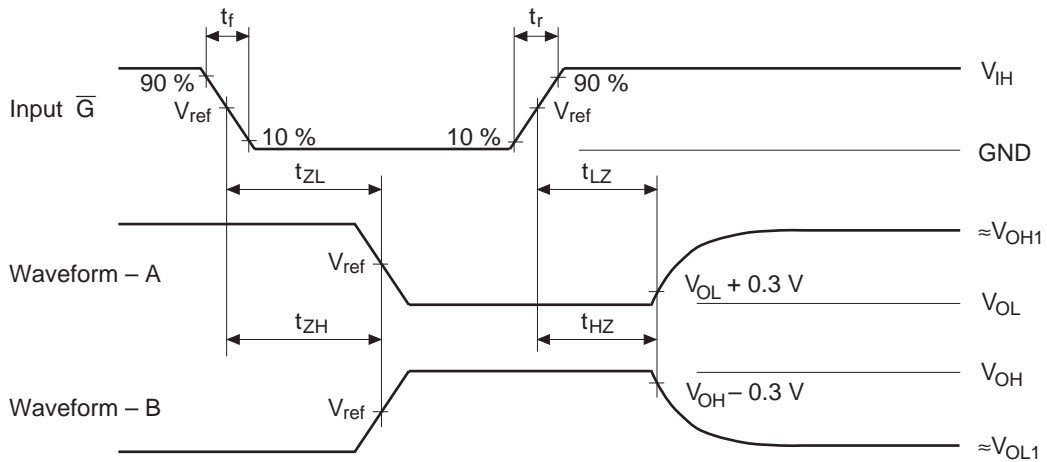 tf
tr
90 %
90 %
VIH
Input G̅
Vref
Vref
10 %
10 %
GND
tZL
tLZ
≈VOH1
Waveform – A
Vref
VOL + 0.3 V
VOL
tZH
tHZ
VOH
VOH – 0.3 V
Waveform – B
Vref
≈VOL1